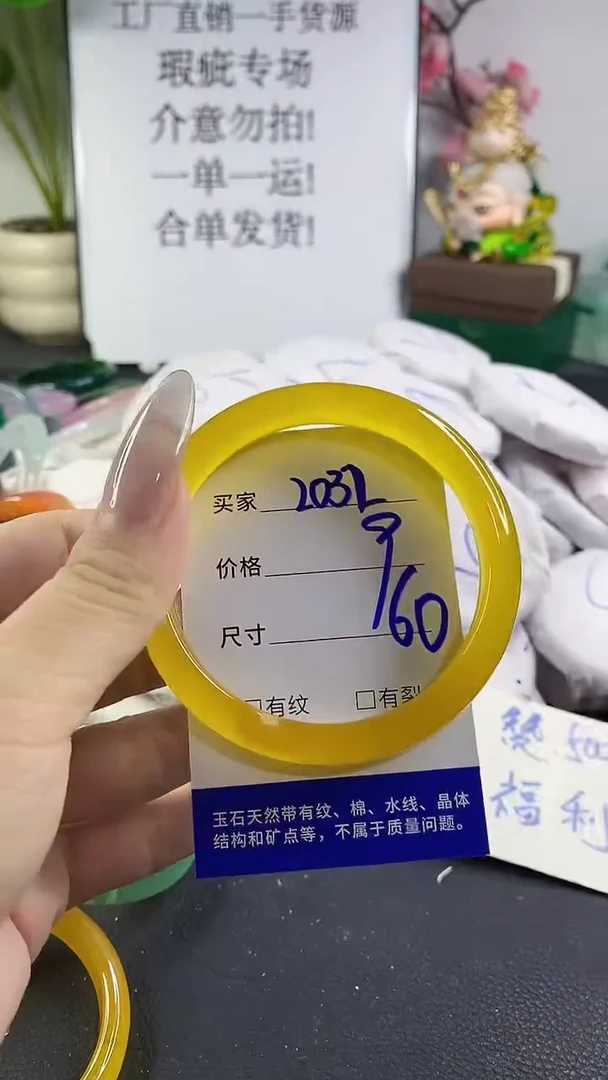 工厂直销一手货源
瑕疵专场
介意勿拍!
一单一运!
合单发货!
买家 2037
价格 9
尺寸 60
□有纹 □有裂
玉石天然带有纹、棉、水线、晶体
结构和矿点等，不属于质量问题。
福利